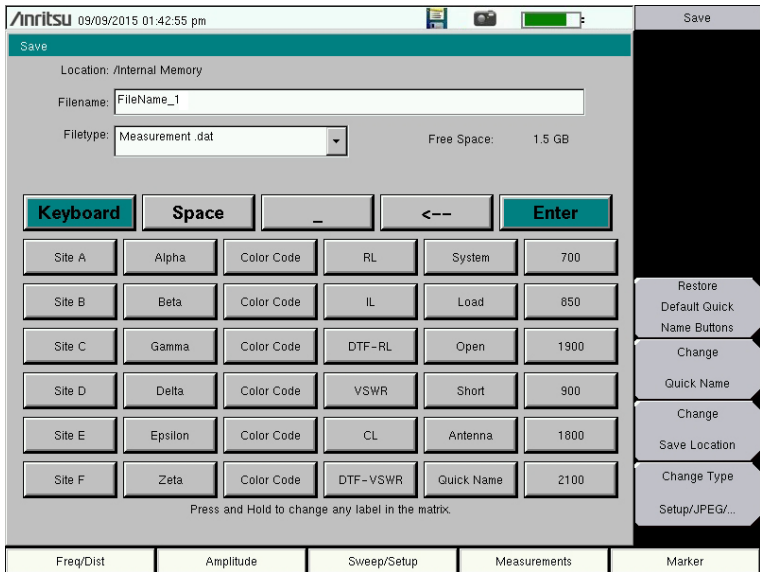 Anritsu 09/09/2015 01:42:55 pm
Save
Save
Location: /Internal Memory
Filename: FileName_1
Filetype: Measurement .dat Free Space: 1.5 GB
Keyboard Space _ <-- Enter
Site A Alpha Color Code RL System 700
Site B Beta Color Code IL Load 850
Site C Gamma Color Code DTF-RL Open 1900
Site D Delta Color Code VSWR Short 900
Site E Epsilon Color Code CL Antenna 1800
Site F Zeta Color Code DTF-VSWR Quick Name 2100
Press and Hold to change any label in the matrix.
Restore
Default Quick
Name Buttons
Change
Quick Name
Change
Save Location
Change Type
Setup/JPEG/...
Freq/Dist Amplitude Sweep/Setup Measurements Marker